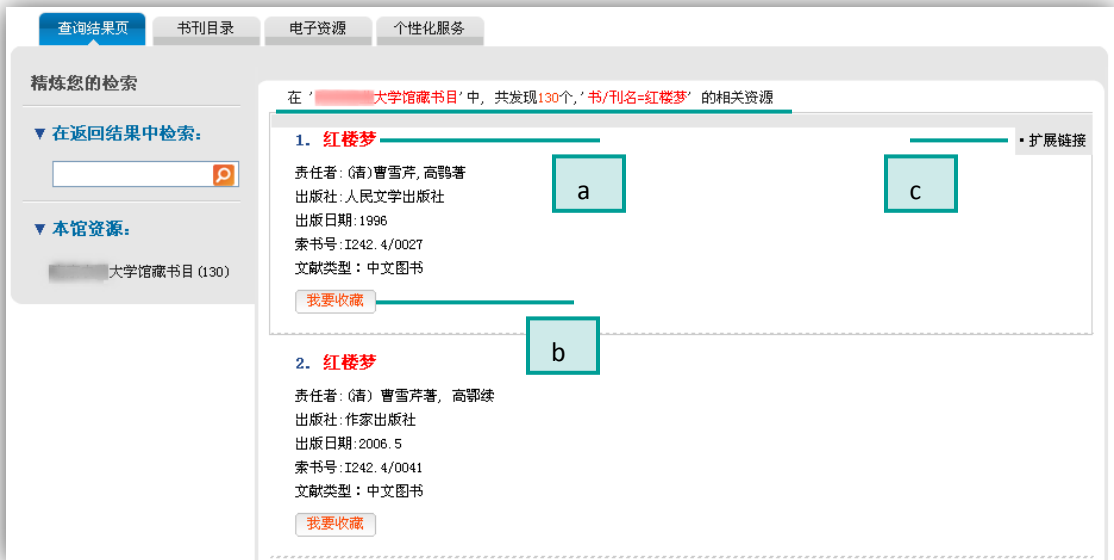 查询结果页 书刊目录 电子资源 个性化服务
精炼您的检索
▼ 在返回结果中检索:
▼ 本馆资源:
大学馆藏书目(130)
在 '大学馆藏书目'中, 共发现130个,'书/刊名=红楼梦' 的相关资源
1. 红楼梦
▪ 扩展链接
责任者:(清)曹雪芹,高鹗著
出版社:人民文学出版社
出版日期:1996
索书号:I242.4/0027
文献类型:中文图书
我要收藏
a
c
b
2. 红楼梦
责任者:(清) 曹雪芹著, 高鄂续
出版社:作家出版社
出版日期:2006.5
索书号:I242.4/0041
文献类型:中文图书
我要收藏